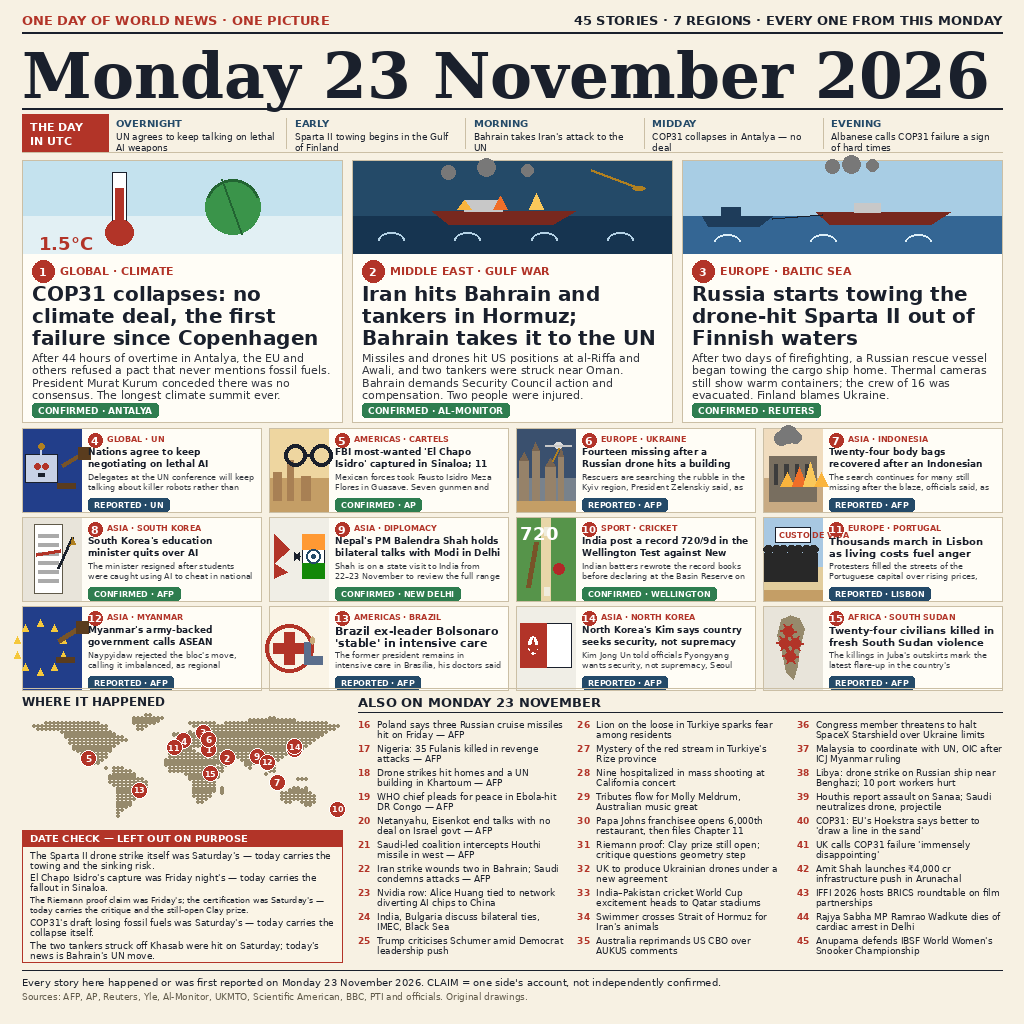 ONE DAY OF WORLD NEWS · ONE PICTURE
45 STORIES · 7 REGIONS · EVERY ONE FROM THIS MONDAY
Monday 23 November 2026
THE DAY
IN UTC
OVERNIGHT
UN agrees to keep talking on lethal
AI weapons
EARLY
Sparta II towing begins in the Gulf
of Finland
MORNING
Bahrain takes Iran's attack to the
UN
MIDDAY
COP31 collapses in Antalya — no
deal
EVENING
Albanese calls COP31 failure a sign
of hard times
1.5°C
1 GLOBAL · CLIMATE
COP31 collapses: no
climate deal, the first
failure since Copenhagen
After 44 hours of overtime in Antalya, the EU and
others refused a pact that never mentions fossil fuels.
President Murat Kurum conceded there was no
consensus. The longest climate summit ever.
CONFIRMED · ANTALYA
2 MIDDLE EAST · GULF WAR
Iran hits Bahrain and
tankers in Hormuz;
Bahrain takes it to the UN
Missiles and drones hit US positions at al-Riffa and
Awali, and two tankers were struck near Oman.
Bahrain demands Security Council action and
compensation. Two people were injured.
CONFIRMED · AL-MONITOR
3 EUROPE · BALTIC SEA
Russia starts towing the
drone-hit Sparta II out of
Finnish waters
After two days of firefighting, a Russian rescue vessel
began towing the cargo ship home. Thermal cameras
still show warm containers; the crew of 16 was
evacuated. Finland blames Ukraine.
CONFIRMED · REUTERS
4 GLOBAL · UN
Nations agree to keep
negotiating on lethal AI
Delegates at the UN conference will keep
talking about killer robots rather than
REPORTED · UN
5 AMERICAS · CARTELS
FBI most-wanted 'El Chapo
Isidro' captured in Sinaloa; 11
Mexican forces took Fausto Isidro Meza
Flores in Guasave. Seven gunmen and
CONFIRMED · AP
6 EUROPE · UKRAINE
Fourteen missing after a
Russian drone hits a building
Rescuers are searching the rubble in the
Kyiv region, President Zelenskiy said, as
REPORTED · AFP
7 ASIA · INDONESIA
Twenty-four body bags
recovered after an Indonesian
The search continues for many still
missing after the blaze, officials said, as
REPORTED · AFP
8 ASIA · SOUTH KOREA
South Korea's education
minister quits over AI
The minister resigned after students
were caught using AI to cheat in national
CONFIRMED · AFP
9 ASIA · DIPLOMACY
Nepal's PM Balendra Shah holds
bilateral talks with Modi in Delhi
Shah is on a state visit to India from
22–23 November to review the full range
CONFIRMED · NEW DELHI
720
10 SPORT · CRICKET
India post a record 720/9d in the
Wellington Test against New
Indian batters rewrote the record books
before declaring at the Basin Reserve on
CONFIRMED · WELLINGTON
CUSTO DE VIDA
11 EUROPE · PORTUGAL
Thousands march in Lisbon
as living costs fuel anger
Protesters filled the streets of the
Portuguese capital over rising prices,
REPORTED · LISBON
12 ASIA · MYANMAR
Myanmar's army-backed
government calls ASEAN
Naypyidaw rejected the bloc's move,
calling it imbalanced, as regional
REPORTED · AFP
13 AMERICAS · BRAZIL
Brazil ex-leader Bolsonaro
'stable' in intensive care
The former president remains in
intensive care in Brasília, his doctors said
REPORTED · AFP
14 ASIA · NORTH KOREA
North Korea's Kim says country
seeks security, not supremacy
Kim Jong Un told officials Pyongyang
wants security, not supremacy, Seoul
REPORTED · AFP
15 AFRICA · SOUTH SUDAN
Twenty-four civilians killed in
fresh South Sudan violence
The killings in Juba's outskirts mark the
latest flare-up in the country's
REPORTED · AFP
WHERE IT HAPPENED
5
13
11
4
6
1
15
2
9
12
14
7
10
DATE CHECK — LEFT OUT ON PURPOSE
The Sparta II drone strike itself was Saturday's — today carries the
towing and the sinking risk.
El Chapo Isidro's capture was Friday night's — today carries the
fallout in Sinaloa.
The Riemann proof claim was Friday's; the certification was Saturday's —
today carries the critique and the still-open Clay prize.
COP31's draft losing fossil fuels was Saturday's — today carries the
collapse itself.
The two tankers struck off Khasab were hit on Saturday; today's
news is Bahrain's UN move.
ALSO ON MONDAY 23 NOVEMBER
16 Poland says three Russian cruise missiles
hit on Friday — AFP
17 Nigeria: 35 Fulanis killed in revenge
attacks — AFP
18 Drone strikes hit homes and a UN
building in Khartoum — AFP
19 WHO chief pleads for peace in Ebola-hit
DR Congo — AFP
20 Netanyahu, Eisenkot end talks with no
deal on Israel govt — AFP
21 Saudi-led coalition intercepts Houthi
missile in west — AFP
22 Iran strike wounds two in Bahrain; Saudi
condemns attacks — AFP
23 Nvidia row: Alice Huang tied to network
diverting AI chips to China
24 India, Bulgaria discuss bilateral ties,
IMEC, Black Sea
25 Trump criticises Schumer amid Democrat
leadership push
26 Lion on the loose in Turkiye sparks fear
among residents
27 Mystery of the red stream in Turkiye's
Rize province
28 Nine hospitalized in mass shooting at
California concert
29 Tributes flow for Molly Meldrum,
Australian music great
30 Papa Johns franchisee opens 6,000th
restaurant, then files Chapter 11
31 Riemann proof: Clay prize still open;
critique questions geometry step
32 UK to produce Ukrainian drones under a
new agreement
33 India–Pakistan cricket World Cup
excitement heads to Qatar stadiums
34 Swimmer crosses Strait of Hormuz for
Iran's animals
35 Australia reprimands US CBO over
AUKUS comments
36 Congress member threatens to halt
SpaceX Starshield over Ukraine limits
37 Malaysia to coordinate with UN, OIC after
ICJ Myanmar ruling
38 Libya: drone strike on Russian ship near
Benghazi; 10 port workers hurt
39 Houthis report assault on Sanaa; Saudi
neutralizes drone, projectile
40 COP31: EU's Hoekstra says better to
'draw a line in the sand'
41 UK calls COP31 failure 'immensely
disappointing'
42 Amit Shah launches ₹4,000 cr
infrastructure push in Arunachal
43 IFFI 2026 hosts BRICS roundtable on film
partnerships
44 Rajya Sabha MP Ramrao Wadkute dies of
cardiac arrest in Delhi
45 Anupama defends IBSF World Women's
Snooker Championship
Every story here happened or was first reported on Monday 23 November 2026. CLAIM = one side's account, not independently confirmed.
Sources: AFP, AP, Reuters, Yle, Al-Monitor, UKMTO, Scientific American, BBC, PTI and officials. Original drawings.